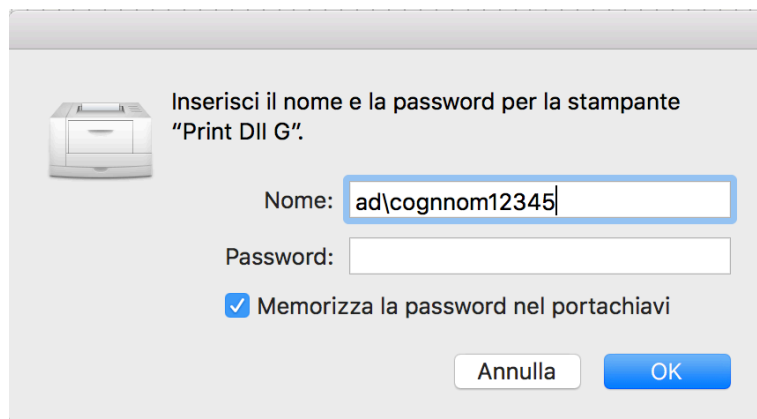 Inserisci il nome e la password per la stampante
“Print DII G”.
Nome: ad\cognnom12345
Password:
Memorizza la password nel portachiavi
Annulla OK